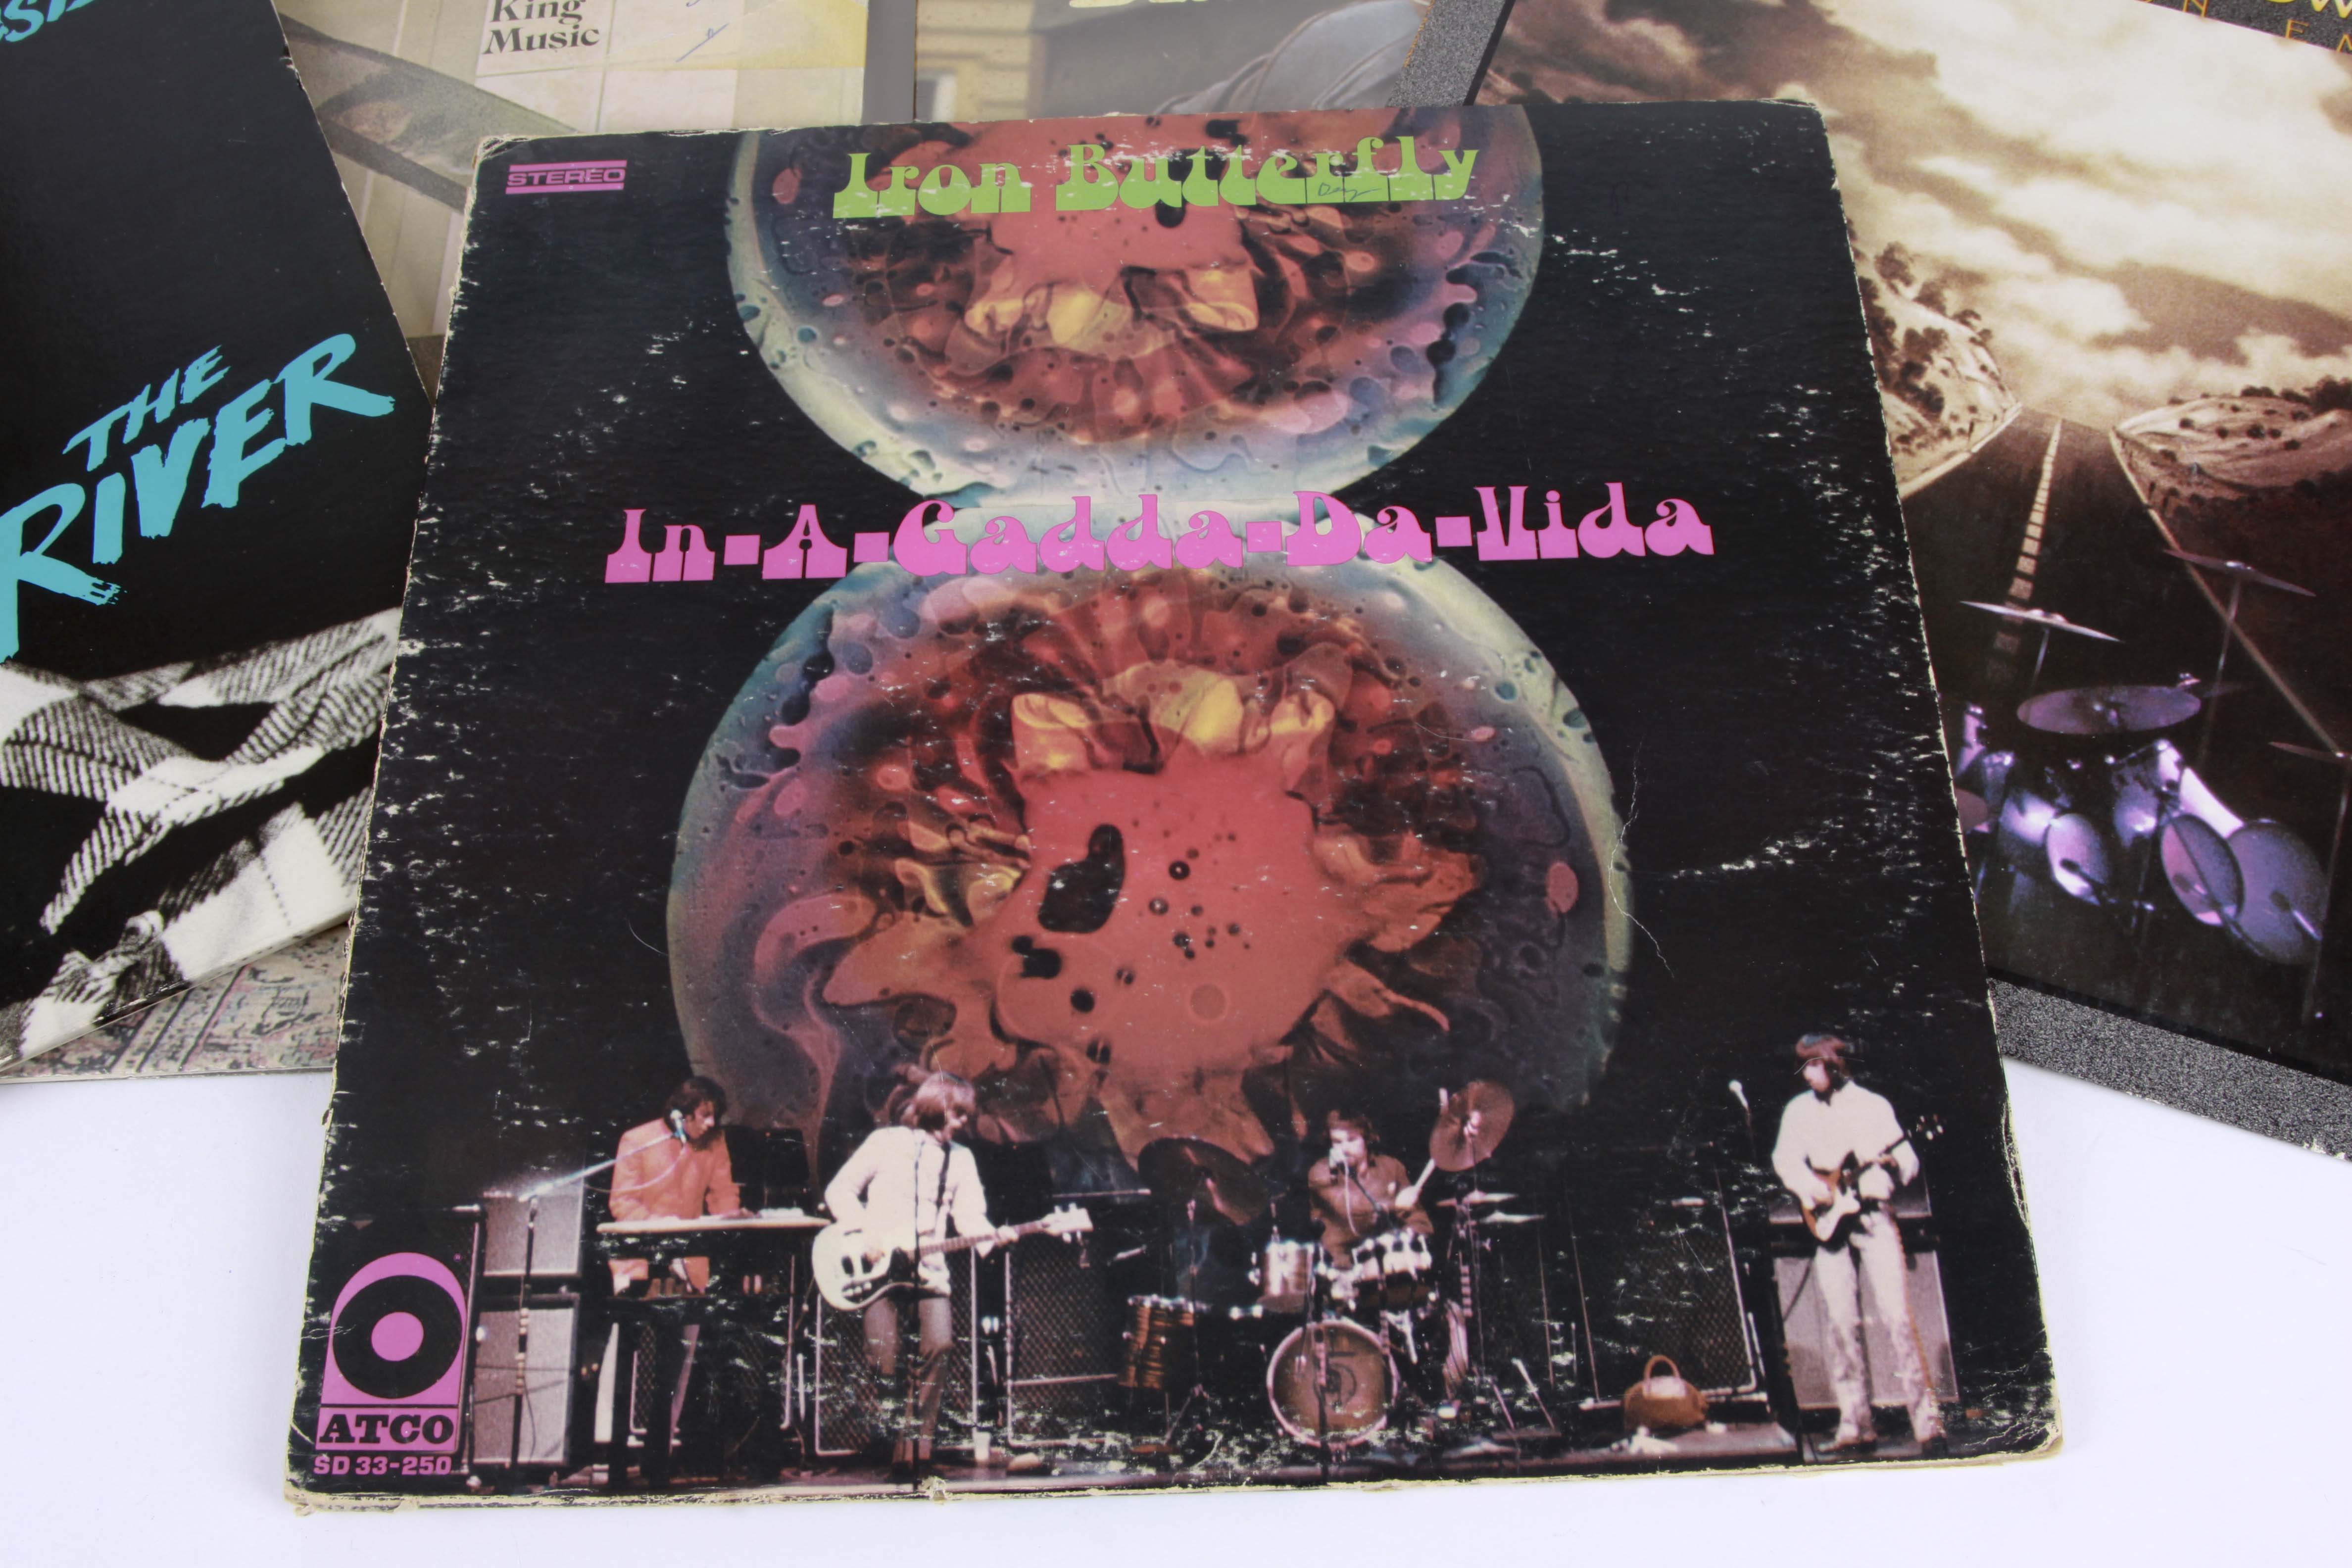 King
Music
STEREO
Iron Butterfly
THE
RIVER
In-A-Gadda-Da-Vida
ATCO
SD 33-250